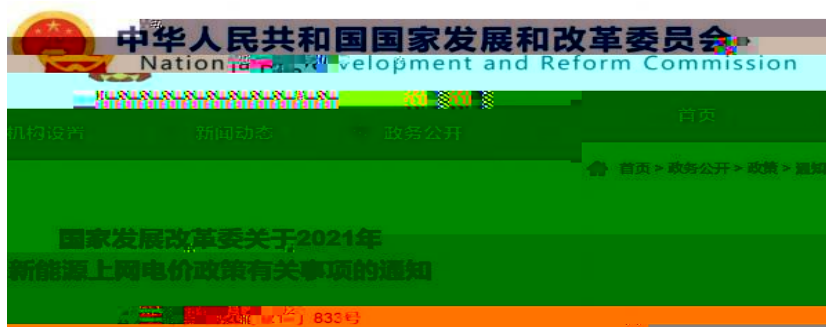 中华人民共和国国家发展和改革委员会
Nation velopment and Reform Commission
首页
机构设置 新闻动态 政务公开
首页 > 政务公开 > 政策 > 通知
国家发展改革委关于2021年
新能源上网电价政策有关事项的通知
833号